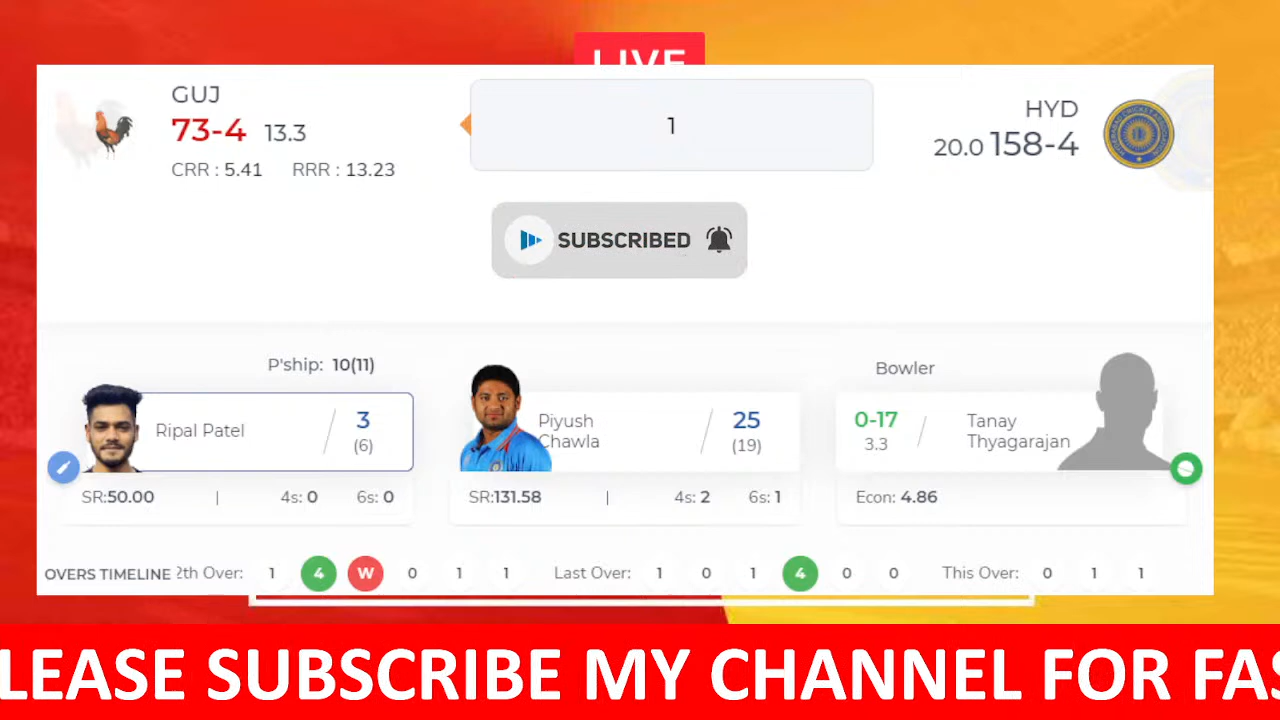 LIVE
GUJ
73-4 13.3
CRR : 5.41 RRR : 13.23
1
HYD
20.0 158-4
SUBSCRIBED
P'ship: 10(11)
Ripal Patel
3
(6)
SR:50.00 | 4s: 0 6s: 0
Piyush
Chawla
25
(19)
SR:131.58 | 4s: 2 6s: 1
Bowler
0-17
3.3
Tanay
Thyagarajan
Econ: 4.86
OVERS TIMELINE 2th Over: 1 4 W 0 1 1 Last Over: 1 0 1 4 0 0 This Over: 0 1 1
LEASE SUBSCRIBE MY CHANNEL FOR FAS